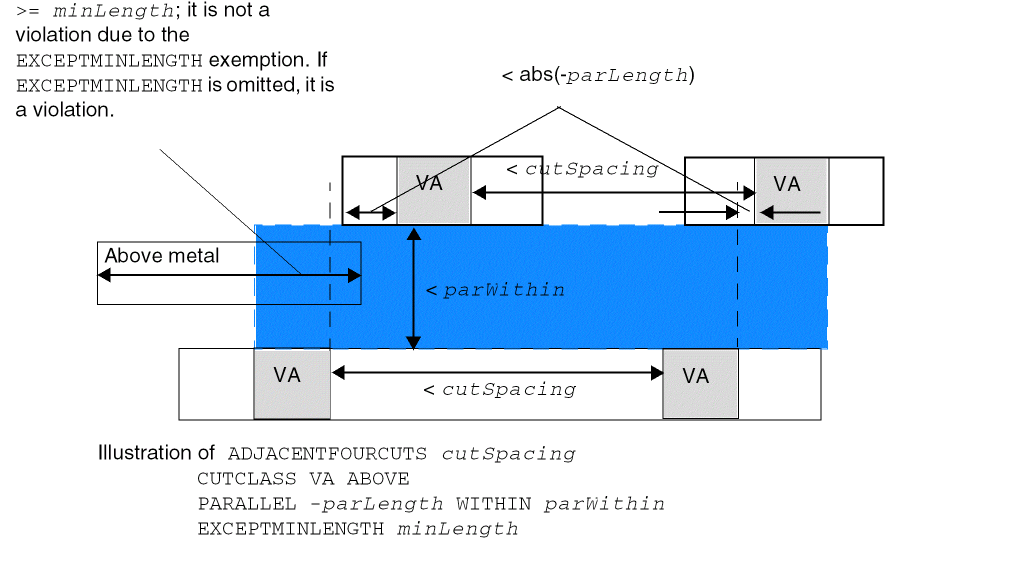 >= minLength; it is not a
violation due to the
EXCEPTMINLENGTH exemption. If
EXCEPTMINLENGTH is omitted, it is
a violation.
< abs(-parLength)
VA
< cutSpacing
VA
Above metal
< parWithin
VA
< cutSpacing
VA
Illustration of ADJACENTFOURCUTS cutSpacing
CUTCLASS VA ABOVE
PARALLEL -parLength WITHIN parWithin
EXCEPTMINLENGTH minLength